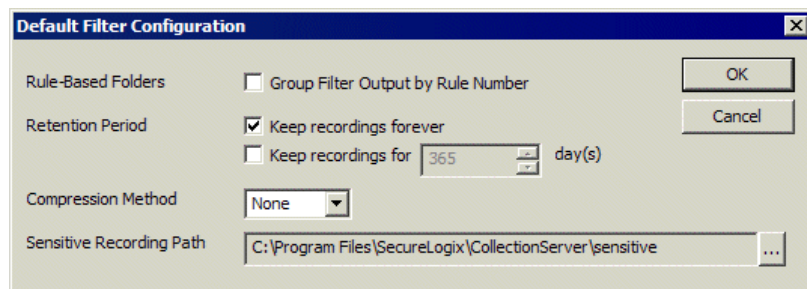 Default Filter Configuration
Rule-Based Folders
Group Filter Output by Rule Number
OK
Retention Period
Keep recordings forever
Cancel
Keep recordings for 365 day(s)
Compression Method
None
Sensitive Recording Path
C:\Program Files\SecureLogix\CollectionServer\sensitive
...